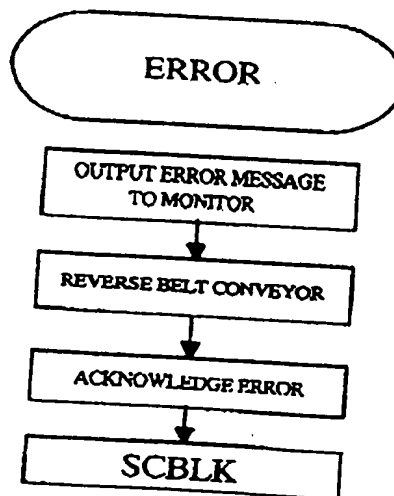 ERROR
OUTPUT ERROR MESSAGE
TO MONITOR
REVERSE BELT CONVEYOR
ACKNOWLEDGE ERROR
SCBLK